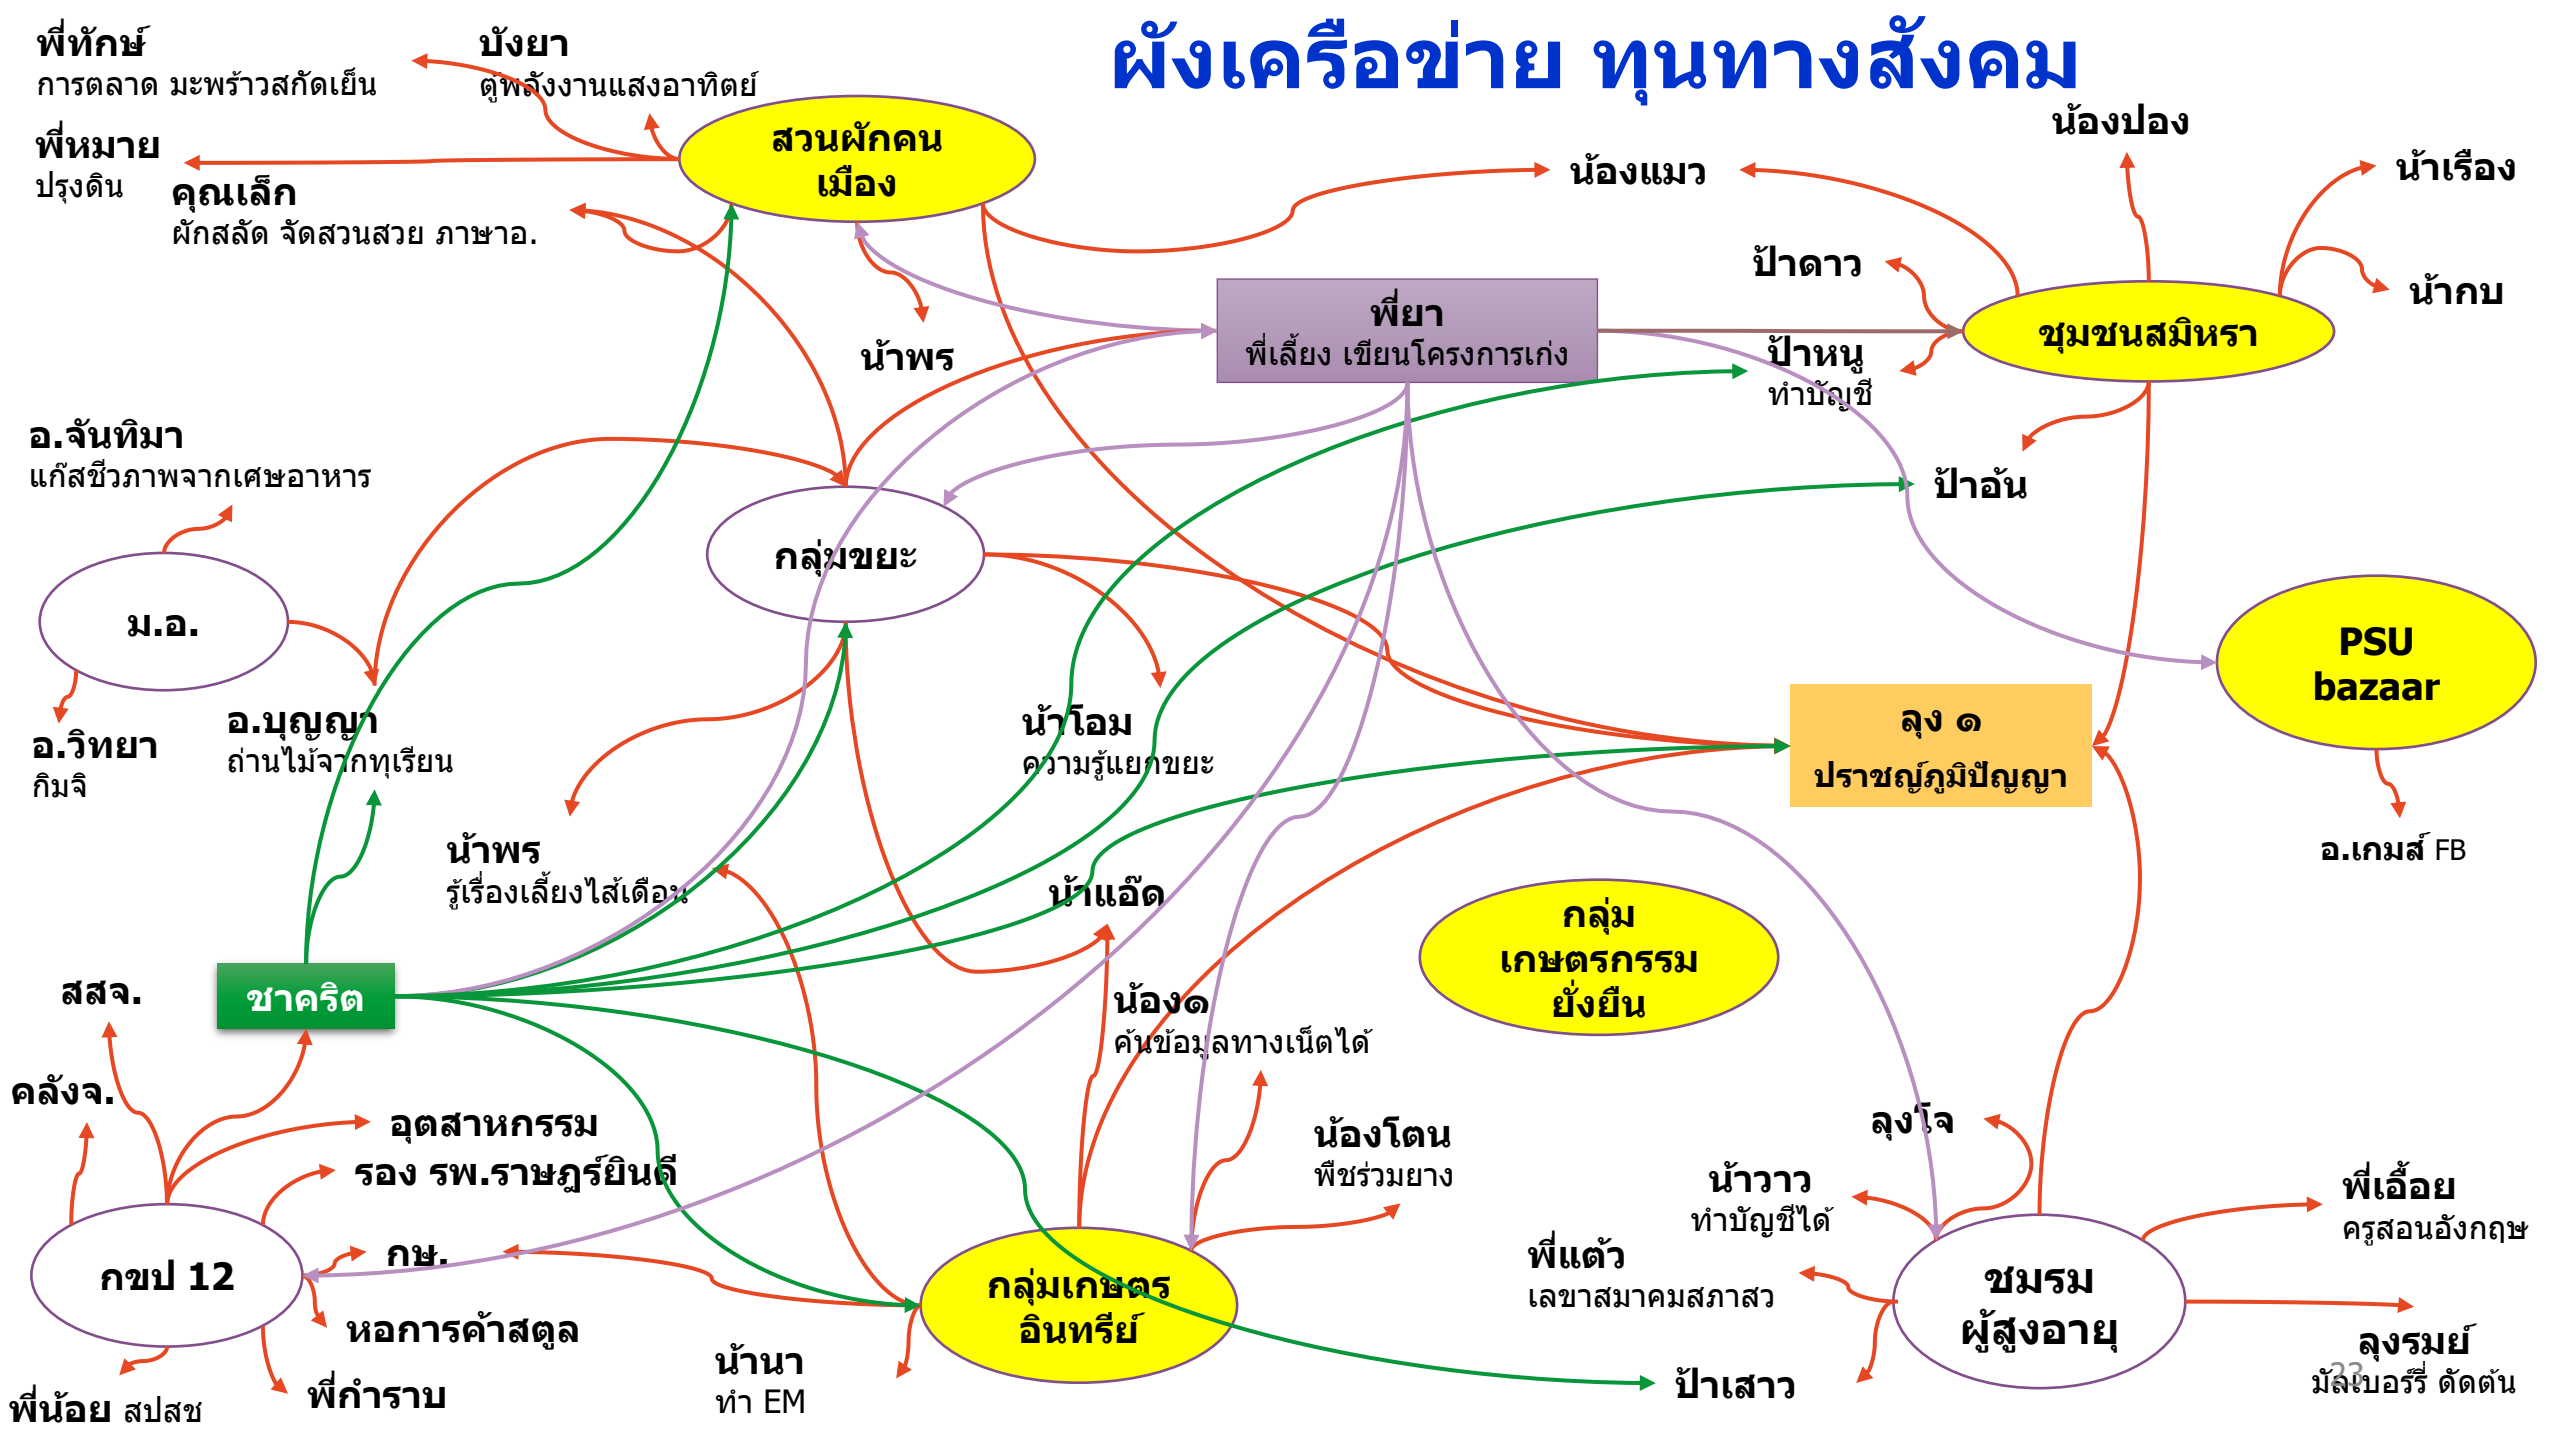 ผังเครือข่าย ทุนทางสังคม
พี่ทักษ์
การตลาด มะพร้าวสกัดเย็น
บังยา
ตู้พลังงานแสงอาทิตย์
พี่หมาย
ปรุงดิน
คุณเล็ก
ผักสลัด จัดสวนสวย ภาษาอ.
สวนผักคน
เมือง
น้องแมว
น้องปอง
น้าเรือง
น้ากบ
ป้าดาว
พี่ยา
พี่เลี้ยง เขียนโครงการเก่ง
ชุมชนสมิหรา
น้าพร
ป้าหนู
ทำบัญชี
ป้าอ้น
อ.จันทิมา
แก๊สชีวภาพจากเศษอาหาร
กลุ่มขยะ
ม.อ.
PSU
bazaar
อ.วิทยา
กิมจิ
อ.บุญญา
ถ่านไม้จากทุเรียน
น้าโอม
ความรู้แยกขยะ
ลุง ๑
ปราชญ์ภูมิปัญญา
อ.เกมส์ FB
น้าพร
รู้เรื่องเลี้ยงไส้เดือน
น้าแอ๊ด
กลุ่ม
เกษตรกรรม
ยั่งยืน
สสจ.
ชาคริต
น้อง๑
ค้นข้อมูลทางเน็ตได้
คลังจ.
อุตสาหกรรม
รอง รพ.ราษฎร์ยินดี
น้องโตน
พืชร่วมยาง
ลุงโจ
น้าวาว
ทำบัญชีได้
พี่เอื้อย
ครูสอนอังกฤษ
กขป 12
กษ.
พี่แต้ว
เลขาสมาคมสภาสว
กลุ่มเกษตร
อินทรีย์
ชมรม
ผู้สูงอายุ
หอการค้าสตูล
น้านา
ทำ EM
ลุงรมย์
มัลเบอร์รี่ ดัดต้น
23
ป้าเสาว
พี่น้อย สปสช
พี่กำราบ